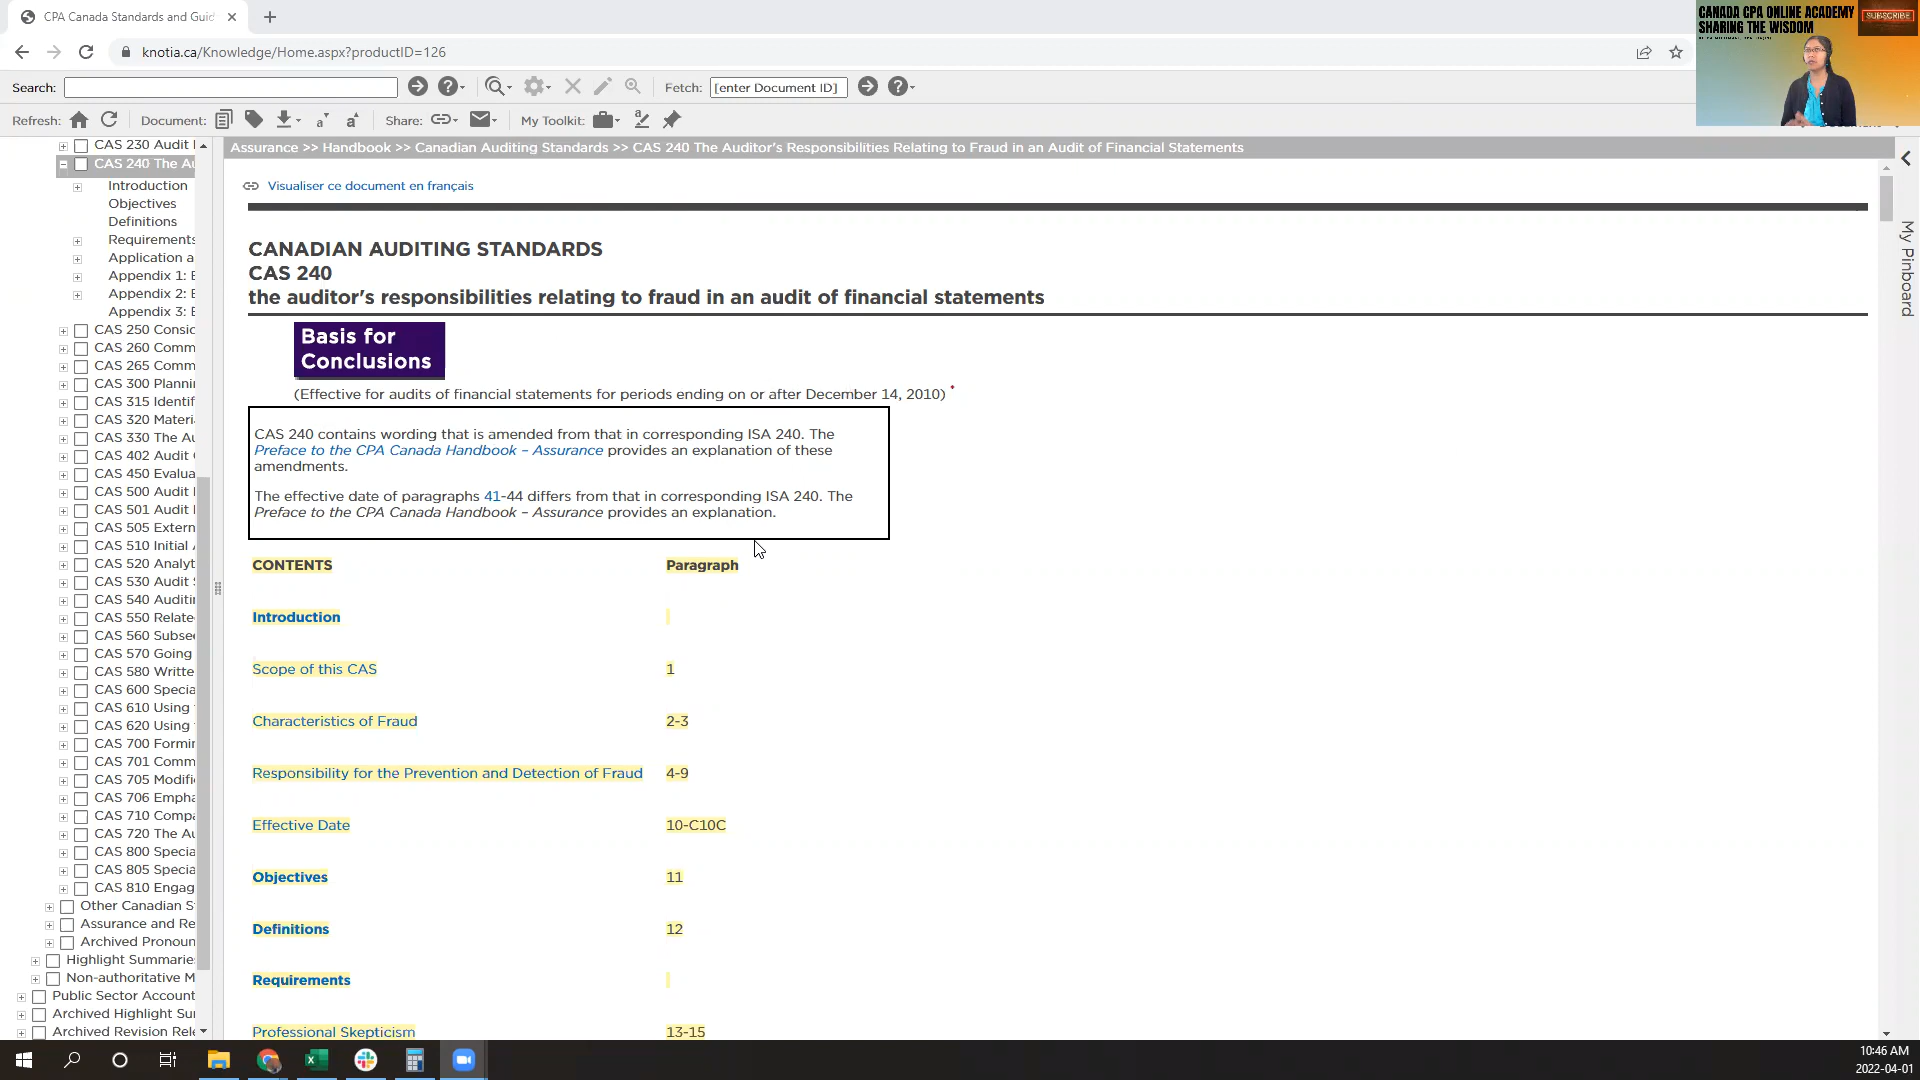 CPA Canada Standards and Guid
knotia.ca/Knowledge/Home.aspx?productID=126
CANADA CPA ONLINE ACADEMY
SHARING THE WISDOM
SUBSCRIBE
Search:
Fetch:
[enter Document ID]
Refresh:
Document:
Share:
My Toolkit:
CAS 230 Audit
CAS 240 The Au
Introduction
Objectives
Definitions
Requirements
Application a
Appendix 1: E
Appendix 2: E
Appendix 3: E
CAS 250 Consic
CAS 260 Comm
CAS 265 Comm
CAS 300 Plannin
CAS 315 Identif
CAS 320 Materi
CAS 330 The Au
CAS 402 Audit
CAS 450 Evalua
CAS 500 Audit
CAS 501 Audit
CAS 505 Extern
CAS 510 Initial
CAS 520 Analyt
CAS 530 Audit
CAS 540 Auditi
CAS 550 Relate
CAS 560 Subse
CAS 570 Going
CAS 580 Writte
CAS 600 Specia
CAS 610 Using
CAS 620 Using
CAS 700 Formin
CAS 701 Comm
CAS 705 Modifi
CAS 706 Empha
CAS 710 Compa
CAS 720 The Au
CAS 800 Specia
CAS 805 Specia
CAS 810 Engag
Other Canadian S
Assurance and Re
Archived Pronoun
Highlight Summarie
Non-authoritative M
Public Sector Account
Archived Highlight Su
Archived Revision Rel
Assurance >> Handbook >> Canadian Auditing Standards >> CAS 240 The Auditor's Responsibilities Relating to Fraud in an Audit of Financial Statements
Visualiser ce document en français
CANADIAN AUDITING STANDARDS
CAS 240
the auditor's responsibilities relating to fraud in an audit of financial statements
Basis for
Conclusions
(Effective for audits of financial statements for periods ending on or after December 14, 2010) *
CAS 240 contains wording that is amended from that in corresponding ISA 240. The
Preface to the CPA Canada Handbook – Assurance provides an explanation of these
amendments.
The effective date of paragraphs 41-44 differs from that in corresponding ISA 240. The
Preface to the CPA Canada Handbook – Assurance provides an explanation.
CONTENTS Paragraph
Introduction
Scope of this CAS 1
Characteristics of Fraud 2-3
Responsibility for the Prevention and Detection of Fraud 4-9
Effective Date 10-C10C
Objectives 11
Definitions 12
Requirements
Professional Skepticism 13-15
My Pinboard
10:46 AM
2022-04-01